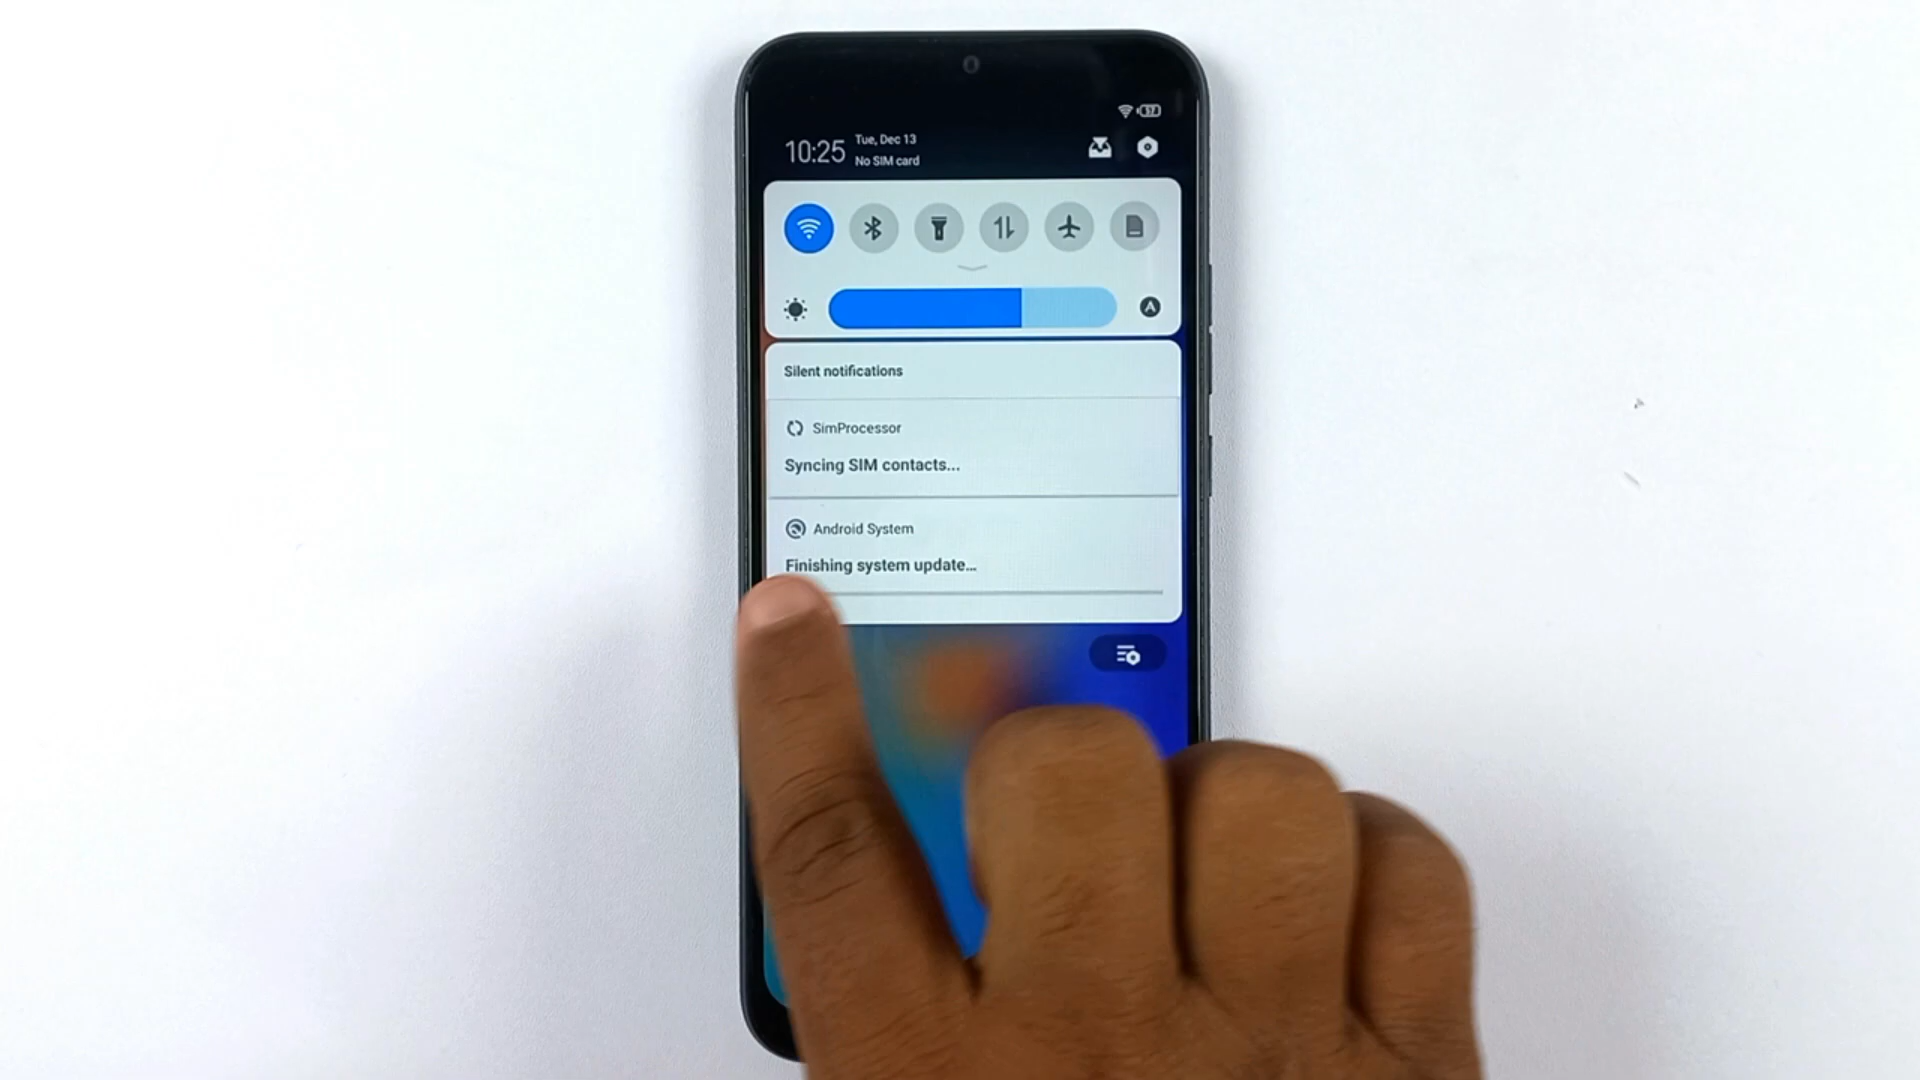 57
10:25
Tue, Dec 13
No SIM card
A
Silent notifications
SimProcessor
Syncing SIM contacts...
Android System
Finishing system update...